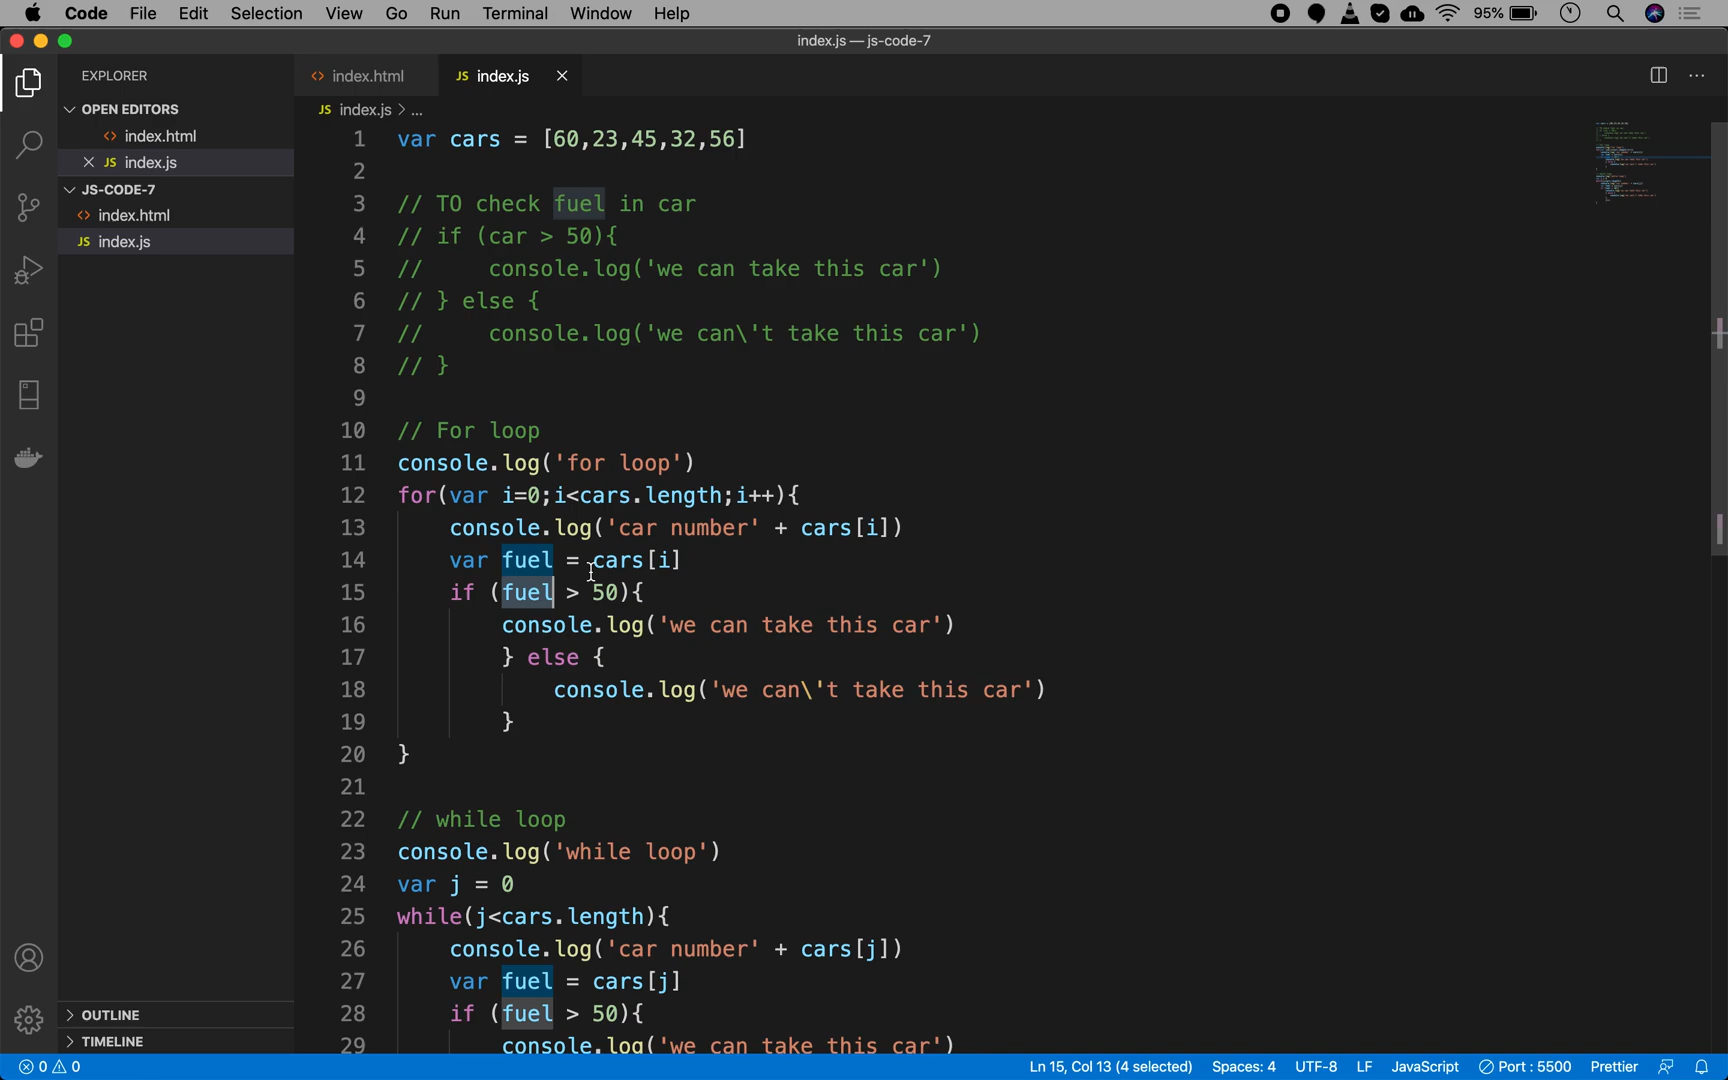 Code File Edit Selection View Go Run Terminal Window Help 95%
index.js — js-code-7
EXPLORER
OPEN EDITORS
<> index.html
JS index.js
JS-CODE-7
<> index.html
JS index.js
OUTLINE
TIMELINE
<> index.html JS index.js
JS index.js > ...
1 var cars = [60,23,45,32,56]
2
3 // TO check fuel in car
4 // if (car > 50){
5 //     console.log('we can take this car')
6 // } else {
7 //     console.log('we can\'t take this car')
8 // }
9
10 // For loop
11 console.log('for loop')
12 for(var i=0;i<cars.length;i++){
13     console.log('car number' + cars[i])
14     var fuel = cars[i]
15     if (fuel > 50){
16         console.log('we can take this car')
17         } else {
18             console.log('we can\'t take this car')
19         }
20 }
21
22 // while loop
23 console.log('while loop')
24 var j = 0
25 while(j<cars.length){
26     console.log('car number' + cars[j])
27     var fuel = cars[j]
28     if (fuel > 50){
29         console.log('we can take this car')
0 0 Ln 15, Col 13 (4 selected) Spaces: 4 UTF-8 LF JavaScript Port : 5500 Prettier